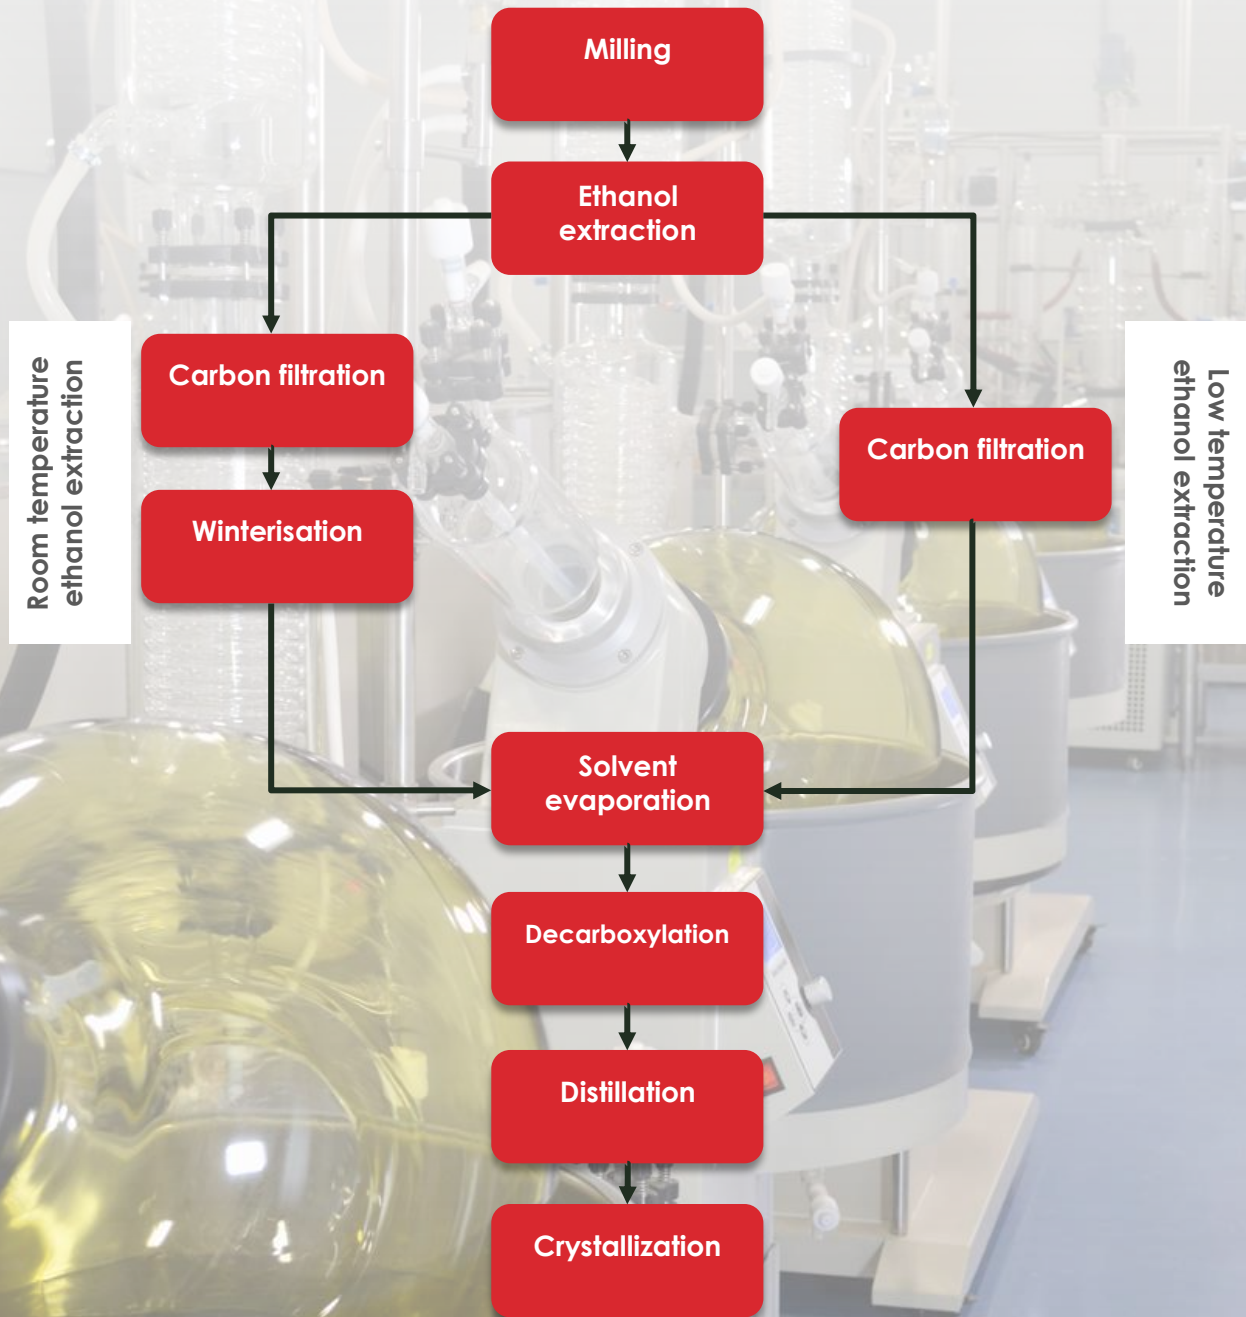 Milling
Ethanol
extraction
Room temperature
ethanol extraction
Carbon filtration
Winterisation
Low temperature
ethanol extraction
Carbon filtration
Solvent
evaporation
Decarboxylation
Distillation
Crystallization